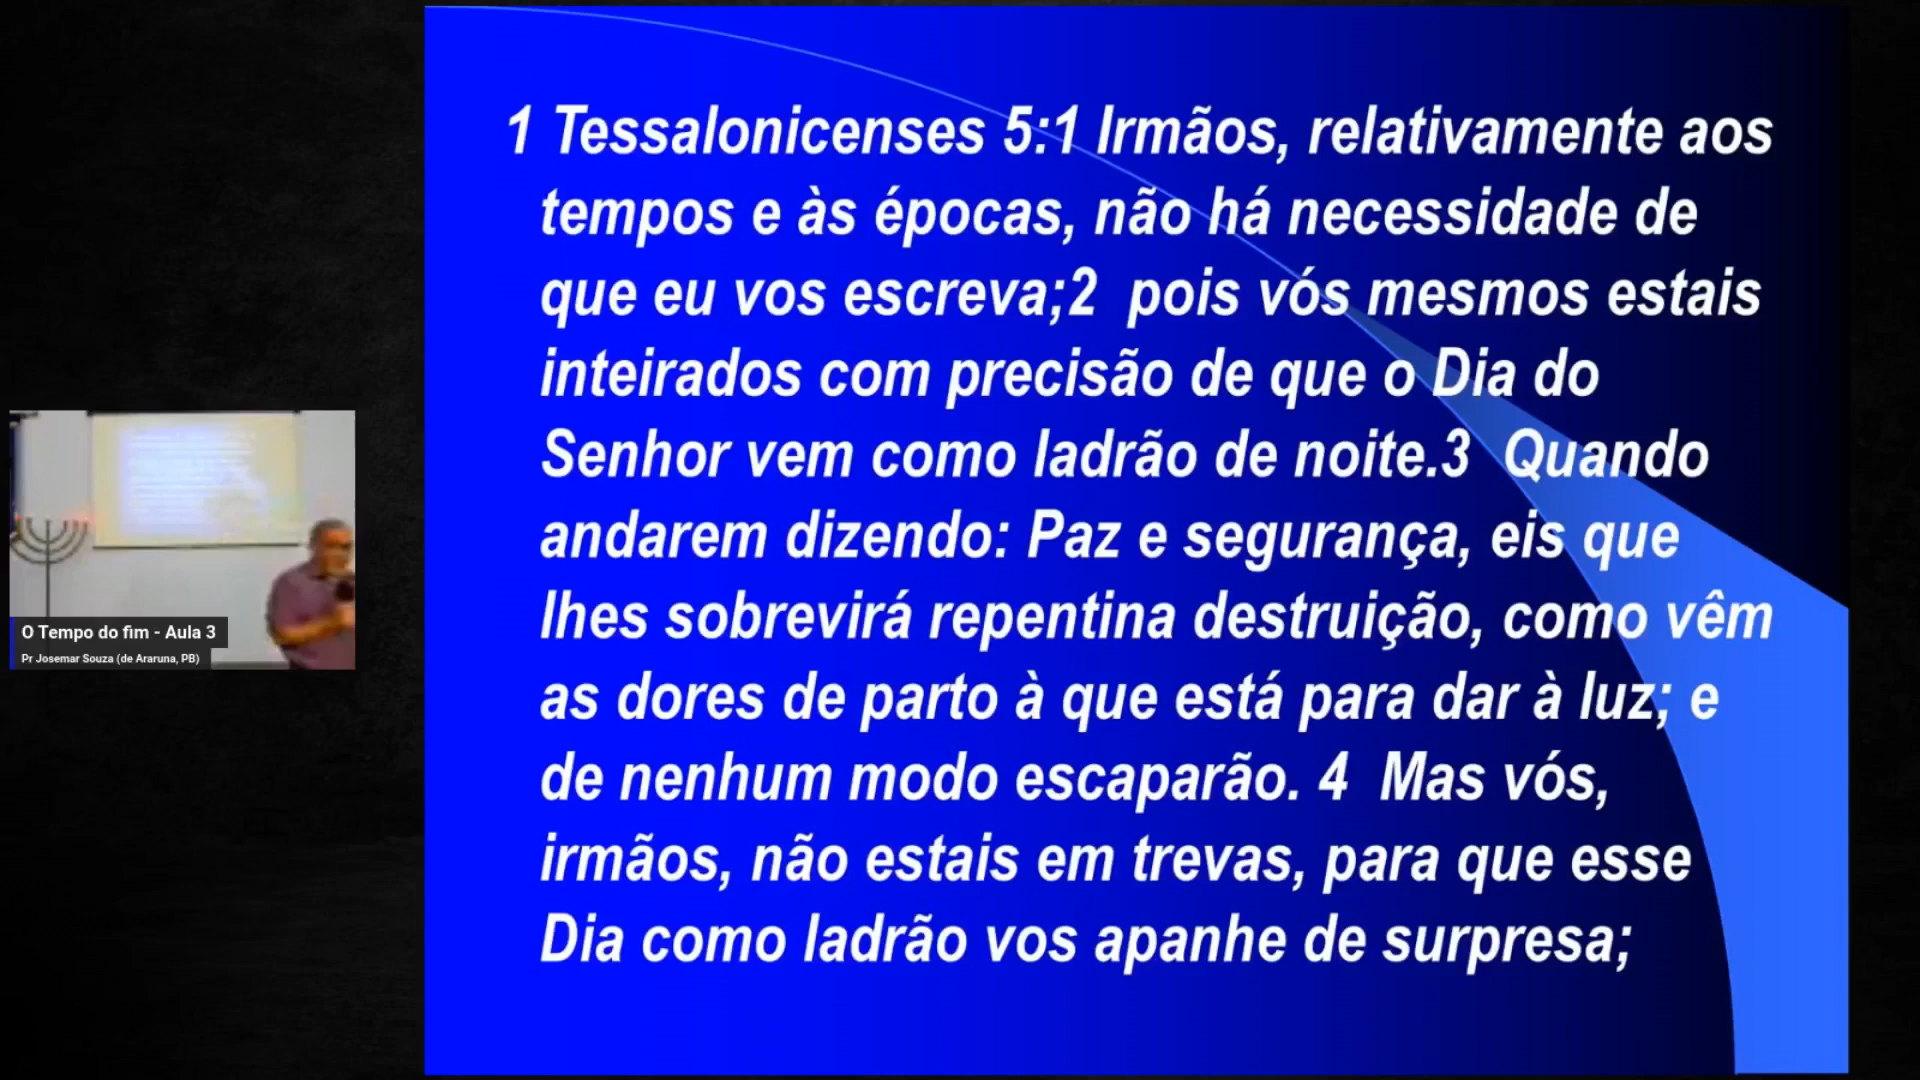 1 Tessalonicenses 5:1 Irmãos, relativamente aos
tempos e às épocas, não há necessidade de
que eu vos escreva;2 pois vós mesmos estais
inteirados com precisão de que o Dia do
Senhor vem como ladrão de noite.3 Quando
andarem dizendo: Paz e segurança, eis que
lhes sobrevirá repentina destruição, como vêm
as dores de parto à que está para dar à luz; e
de nenhum modo escaparão. 4 Mas vós,
irmãos, não estais em trevas, para que esse
Dia como ladrão vos apanhe de surpresa;
O Tempo do fim - Aula 3
Pr Josemar Souza (de Araruna, PB)